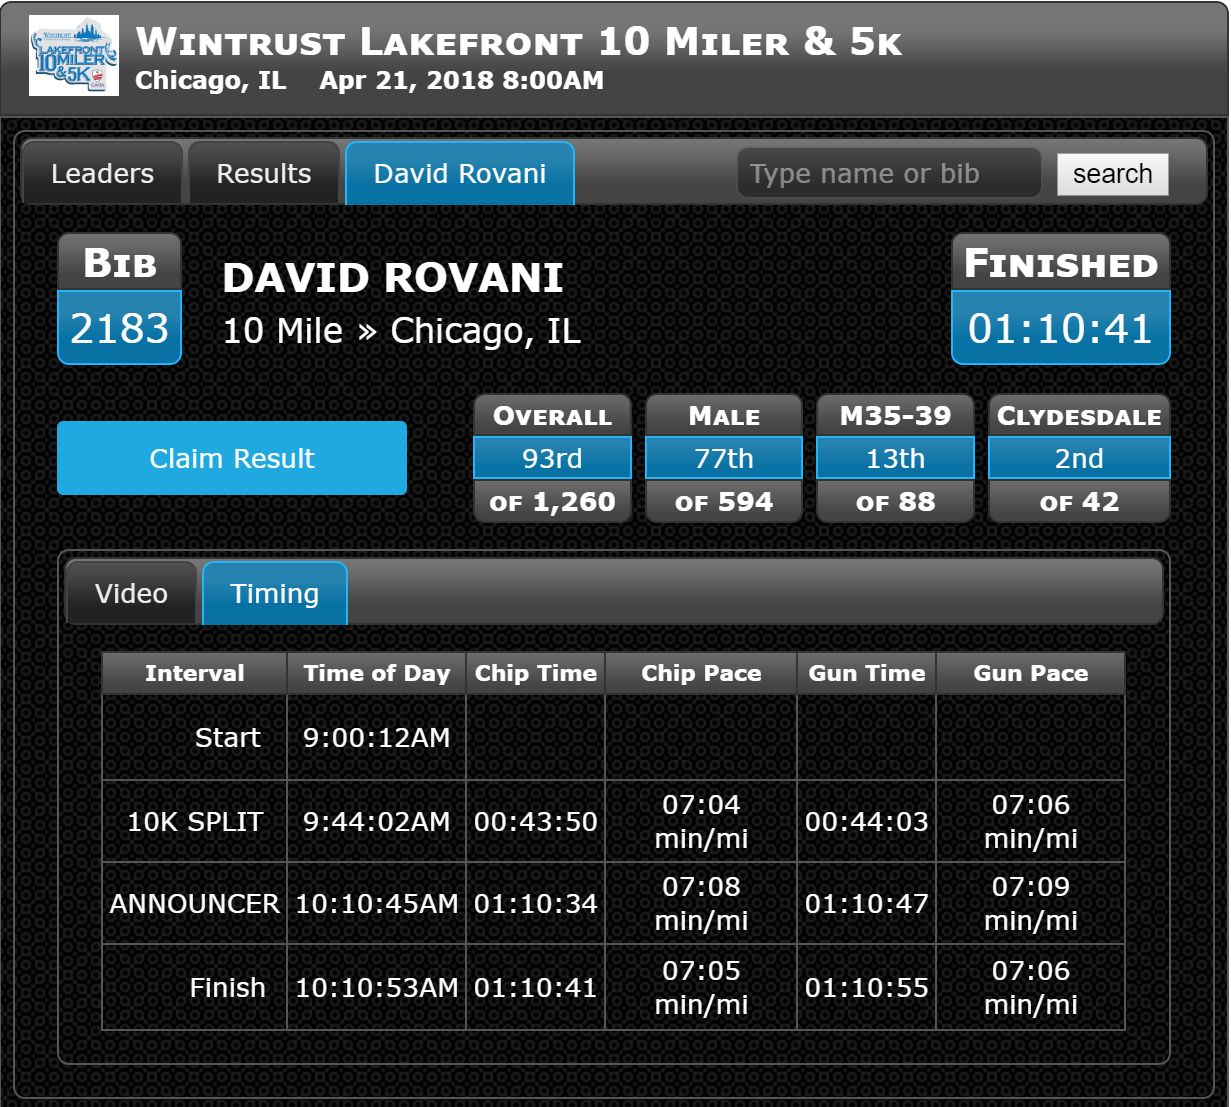 WINTRUST
LAKEFRONT
10 MILER
& 5K
CARA
Wintrust Lakefront 10 Miler & 5k
Chicago, IL Apr 21, 2018 8:00AM
Leaders Results David Rovani Type name or bib search
Bib
2183
DAVID ROVANI
10 Mile » Chicago, IL
Finished
01:10:41
Claim Result
Overall Male M35-39 Clydesdale
93rd 77th 13th 2nd
of 1,260 of 594 of 88 of 42
Video Timing
Interval Time of Day Chip Time Chip Pace Gun Time Gun Pace
Start 9:00:12AM
10K SPLIT 9:44:02AM 00:43:50 07:04 min/mi 00:44:03 07:06 min/mi
ANNOUNCER 10:10:45AM 01:10:34 07:08 min/mi 01:10:47 07:09 min/mi
Finish 10:10:53AM 01:10:41 07:05 min/mi 01:10:55 07:06 min/mi